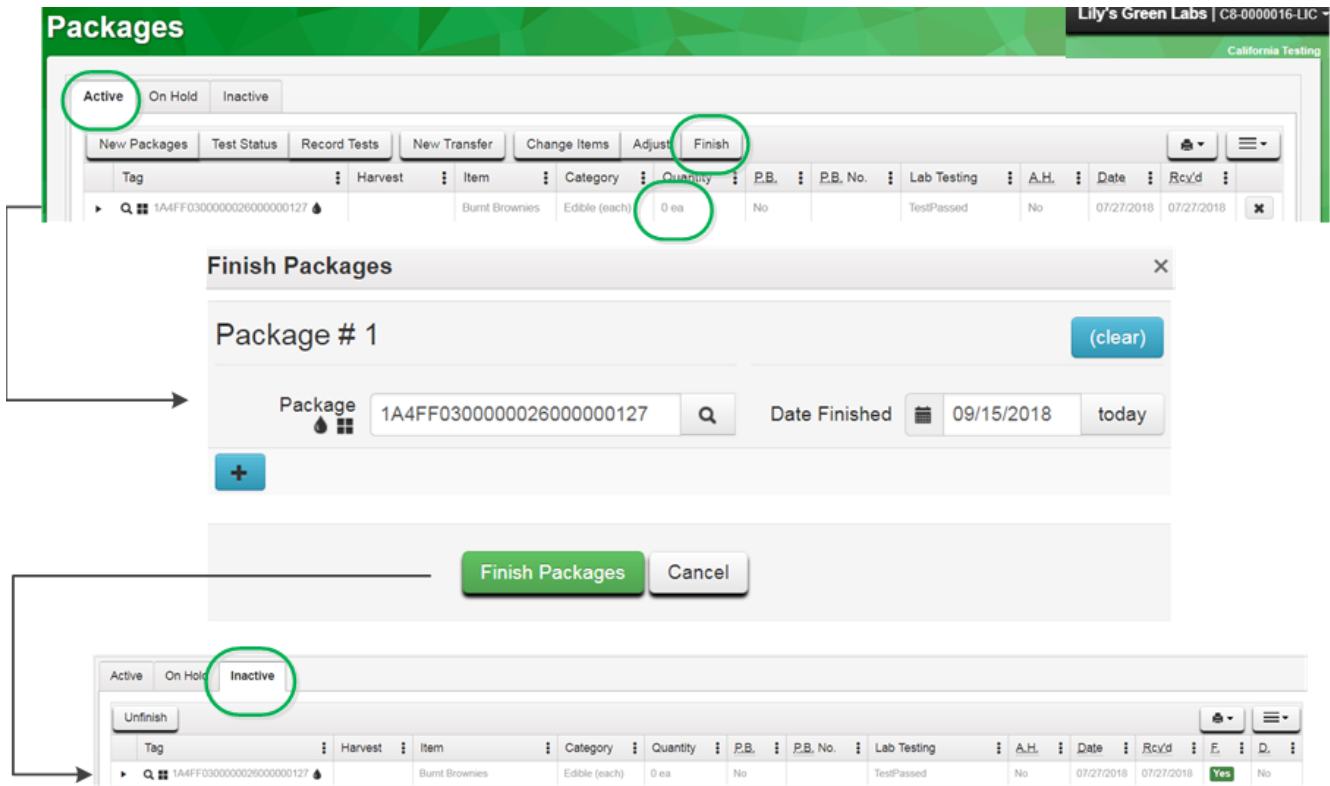 Packages
Lily's Green Labs | C8-0000016-LIC
California Testing
Active On Hold Inactive
New Packages Test Status Record Tests New Transfer Change Items Adjust Finish
Tag Harvest Item Category Quantity P.B. P.B. No. Lab Testing A.H. Date Rcv'd
1A4FF0300000026000000127 Burnt Brownies Edible (each) 0 ea No TestPassed No 07/27/2018 07/27/2018
Finish Packages ×
Package # 1 (clear)
Package 1A4FF0300000026000000127 Date Finished 09/15/2018 today
+
Finish Packages Cancel
Active On Hold Inactive
Unfinish
Tag Harvest Item Category Quantity P.B. P.B. No. Lab Testing A.H. Date Rcv'd F. D.
1A4FF0300000026000000127 Burnt Brownies Edible (each) 0 ea No TestPassed No 07/27/2018 07/27/2018 Yes No